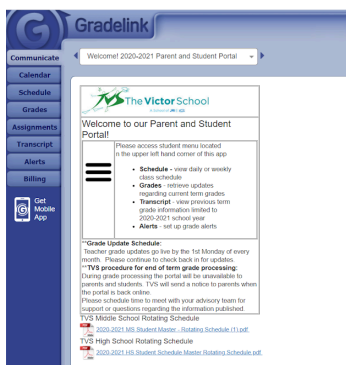 Gradelink
Communicate
Welcome! 2020-2021 Parent and Student Portal
Calendar
Schedule
Grades
Assignments
Transcript
Alerts
Billing
Get
Mobile
App
TVS The Victor School
Welcome to our Parent and Student
Portal!
Please access student menu located
n the upper left hand corner of this app
• Schedule - view daily or weekly
class schedule
• Grades - retrieve updates
regarding current term grades
• Transcript - view previous term
grade information limited to
2020-2021 school year
• Alerts - set up grade alerts
**Grade Update Schedule:
Teacher grade updates go live by the 1st Monday of every
month. Please continue to check back in for updates.
**TVS procedure for end of term grade processing:
During grade processing the portal will be unavailable to
parents and students. TVS will send a notice to parents when
the portal is back online.
Please schedule time to meet with your advisory team for
support or questions regarding the information published
TVS Middle School Rotating Schedule
2020-2021 MS Student Master - Rotating Schedule (1).pdf
TVS High School Rotating Schedule
2020-2021 HS Student Schedule Master Rotating Schedule.pdf